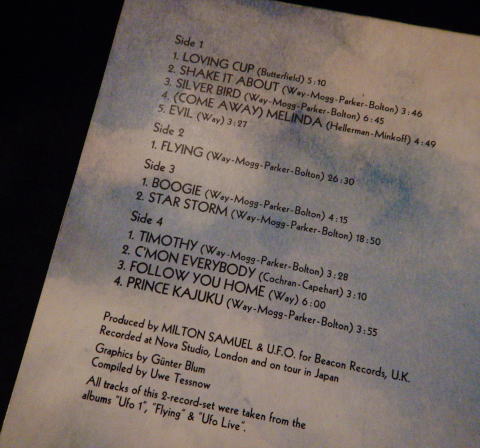 Side 1
1. LOVING CUP (Butterfield) 5:10
2. SHAKE IT ABOUT (Way-Mogg-Parker-Bolton) 3:46
3. SILVER BIRD (Way-Mogg-Parker-Bolton) 6:45
4. (COME AWAY) MELINDA (Hellerman-Minkoff) 4:49
5. EVIL (Way) 3:27
Side 2
1. FLYING (Way-Mogg-Parker-Bolton) 26:30
Side 3
1. BOOGIE (Way-Mogg-Parker-Bolton) 4:15
2. STAR STORM (Way-Mogg-Parker-Bolton) 18:50
Side 4
1. TIMOTHY (Way-Mogg-Parker-Bolton) 3:28
2. C'MON EVERYBODY (Cochran-Capehart) 3:10
3. FOLLOW YOU HOME (Way) 6:00
4. PRINCE KAJUKU (Way-Mogg-Parker-Bolton) 3:55
Produced by MILTON SAMUEL & U.F.O. for Beacon Records, U.K.
Recorded at Nova Studio, London and on tour in Japan
Graphics by Günter Blum
Compiled by Uwe Tessnow
All tracks of this 2-record-set were taken from the
albums "Ufo 1", "Flying" & "Ufo Live".